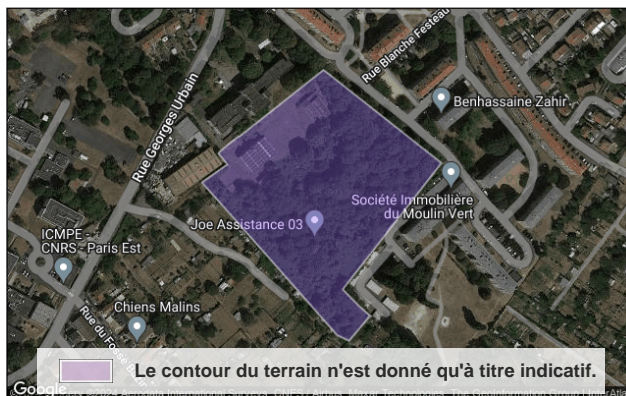 Rue Blanche Festeau
Rue Georges Urbain
Benhassaine Zahir
Société Immobilière
du Moulin Vert
Joe Assistance 03
ICMPE -
CNRS - Paris Est
Chiens Malins
Rue du Fossé
Le contour du terrain n'est donné qu'à titre indicatif.
Google